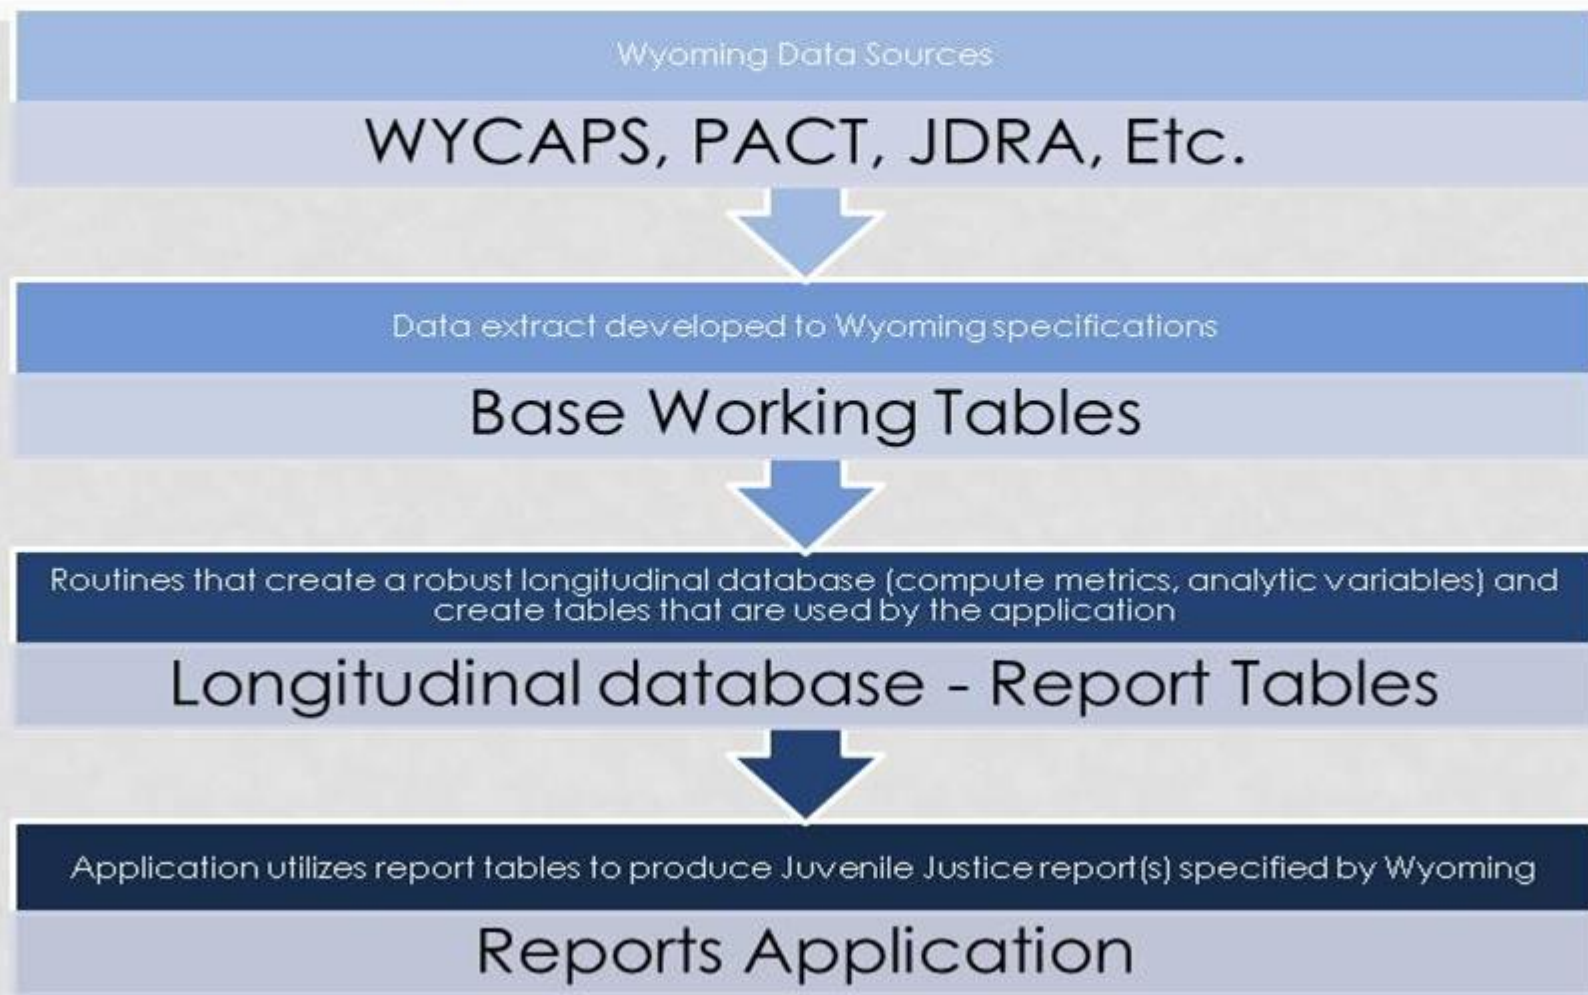 Wyoming Data Sources
WYCAPS, PACT, JDRA, Etc.
Data extract developed to Wyoming specifications
Base Working Tables
Routines that create a robust longitudinal database (compute metrics, analytic variables) and
create tables that are used by the application
Longitudinal database - Report Tables
Application utilizes report tables to produce Juvenile Justice report(s) specified by Wyoming
Reports Application